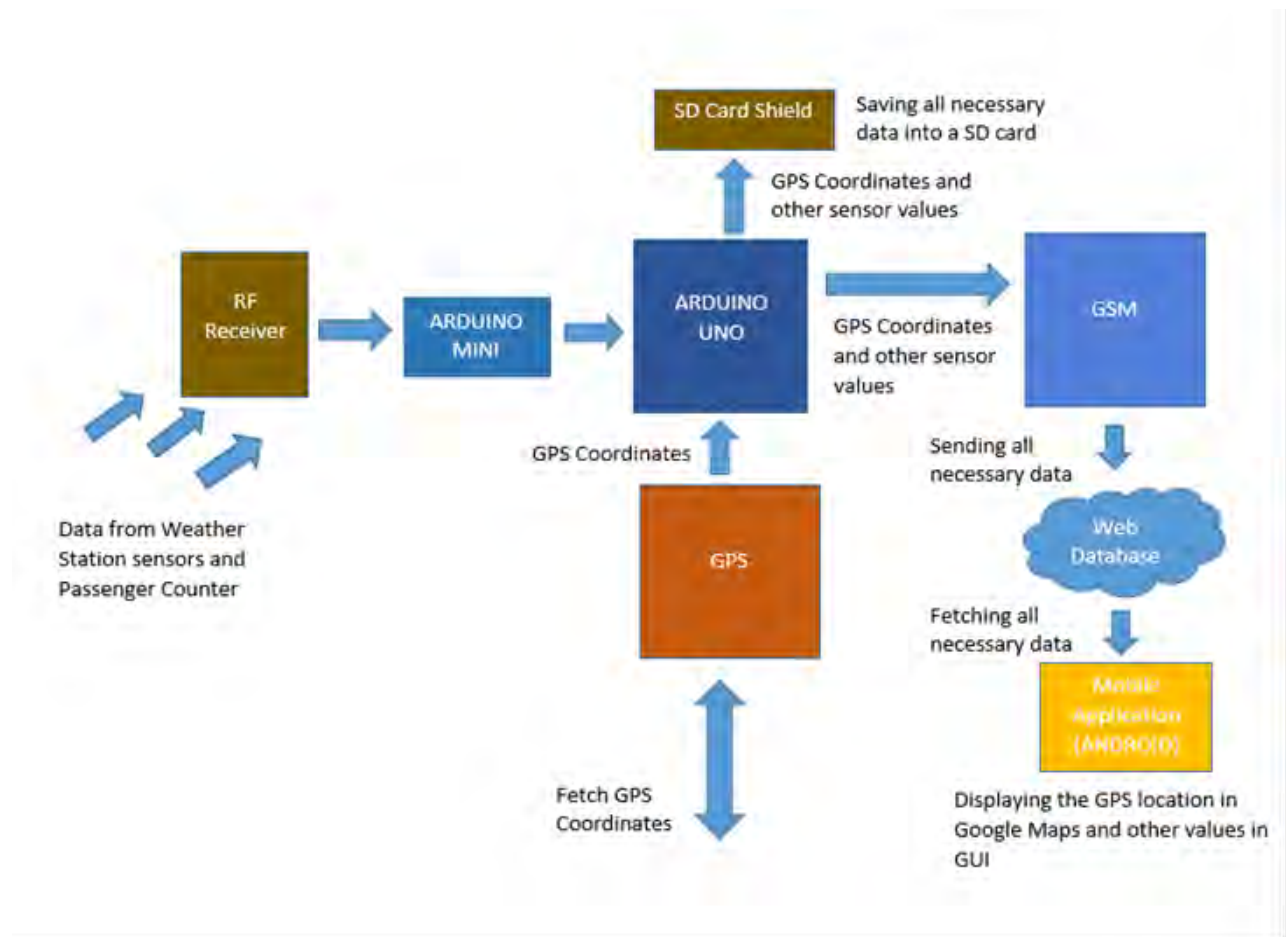 SD Card Shield
Saving all necessary
data into a SD card
GPS Coordinates and
other sensor values
RF
Receiver
ARDUINO
MINI
ARDUINO
UNO
GSM
GPS Coordinates
and other sensor
values
GPS Coordinates
Sending all
necessary data
Data from Weather
Station sensors and
Passenger Counter
GPS
Web
Database
Fetching all
necessary data
Mobile
Application
(ANDROID)
Fetch GPS
Coordinates
Displaying the GPS location in
Google Maps and other values in
GUI